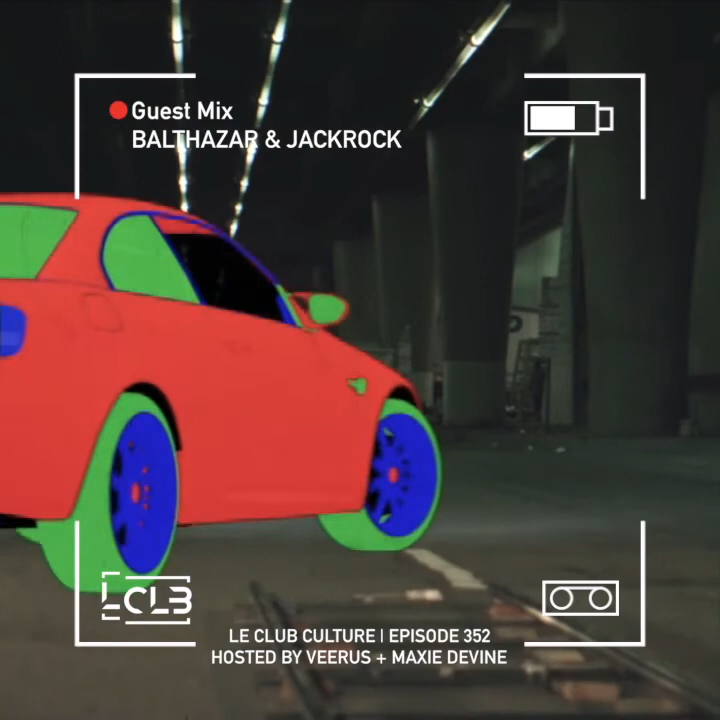 Guest Mix
BALTHAZAR & JACKROCK
LCLB
LE CLUB CULTURE | EPISODE 352
HOSTED BY VEERUS + MAXIE DEVINE